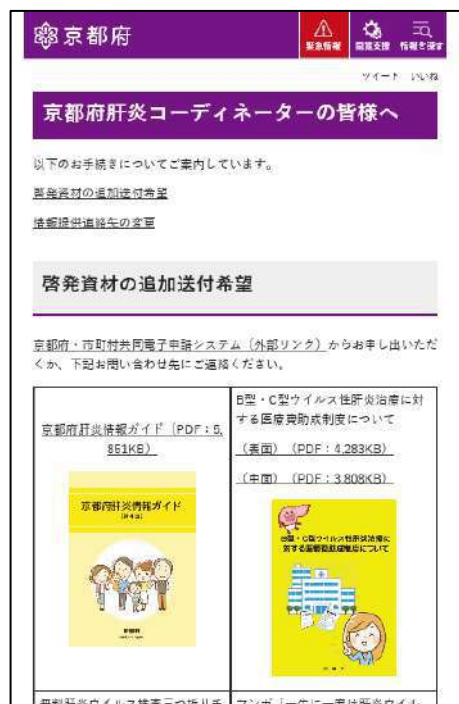 京都府
緊急情報
閲覧支援
情報を探す
ツイート いいね
京都府肝炎コーディネーターの皆様へ
以下のお手続きについてご案内しています。
啓発資材の追加送付希望
情報提供連絡先の変更
啓発資材の追加送付希望
京都府・市町村共同電子申請システム（外部リンク）からお申し出いただ
くか、下記お問い合わせ先にご連絡ください。
京都府肝炎情報ガイド（PDF：5,
851KB）
京都府肝炎情報ガイド
（第4版）
京都府
B型・C型ウイルス性肝炎治療に対
する医療費助成制度について
（表面）（PDF：4,283KB）
（中面）（PDF：3,808KB）
B型・C型ウイルス性肝炎治療に
対する医療費助成制度について
京都府